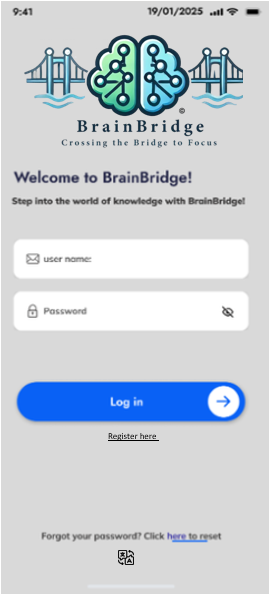 9:41
19/01/2025
©
BrainBridge
Crossing the Bridge to Focus
Welcome to BrainBridge!
Step into the world of knowledge with BrainBridge!
user name:
Password
Log in
Register here
Forgot your password? Click here to reset